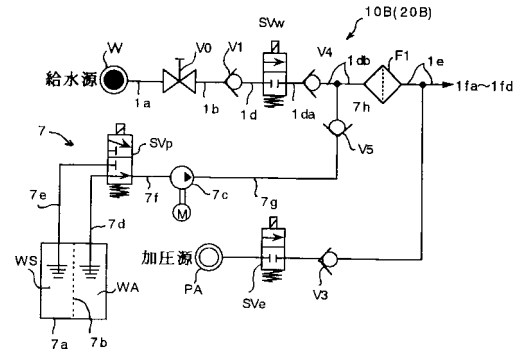 10B(20B)
W
V0
V1
SVw
V4
F1
給水源
1a
1b
1d
1da
1db
7h
1e
1fa~1fd
7
SVp
V5
7e
7d
7f
7c
M
7g
WS
WA
加圧源
PA
SVe
V3
7a
7b